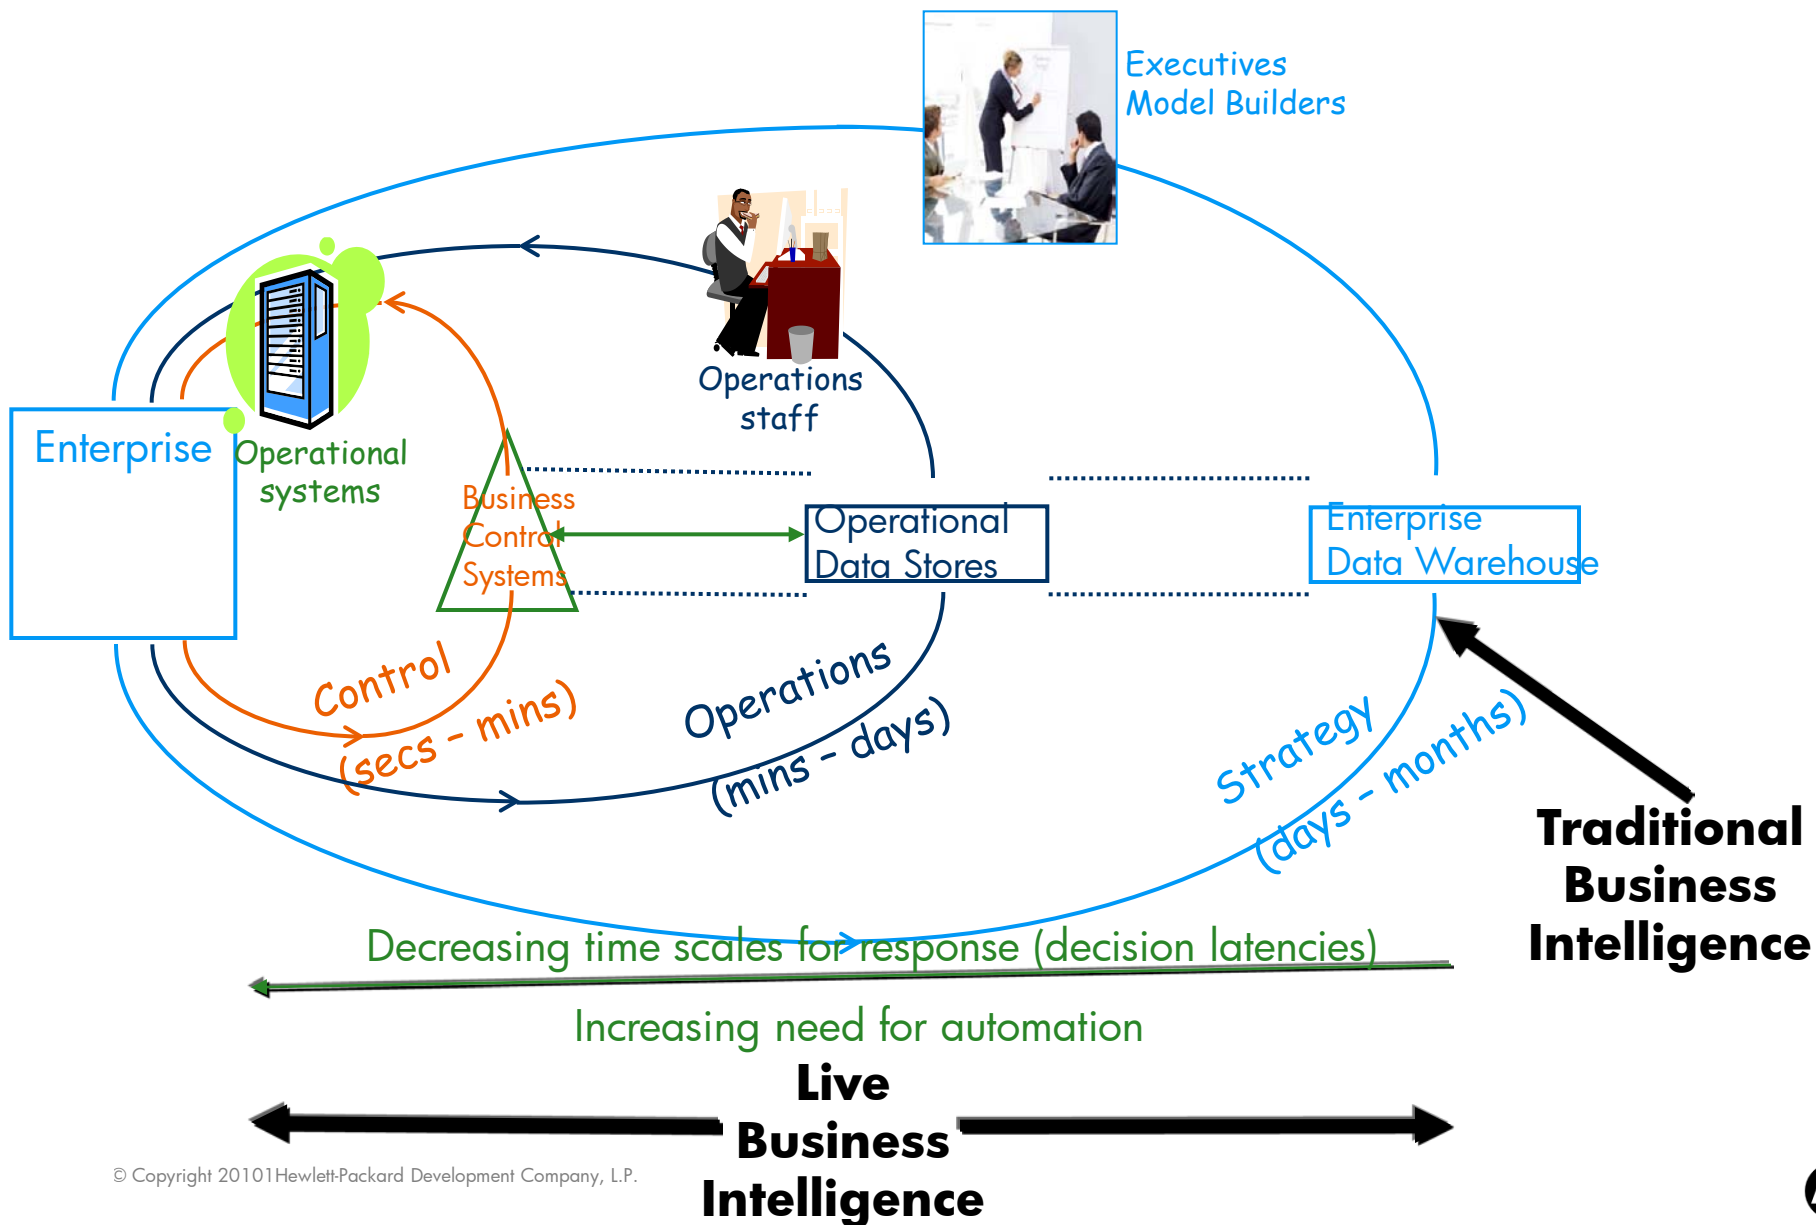 Executives
Model Builders
Operations
staff
Enterprise
Operational
systems
Business
Control
Systems
Operational
Data Stores
Enterprise
Data Warehouse
Control
(secs – mins)
Operations
(mins – days)
Strategy
(days – months)
Traditional
Business
Intelligence
Decreasing time scales for response (decision latencies)
Increasing need for automation
Live
Business
Intelligence
© Copyright 20101Hewlett-Packard Development Company, L.P.